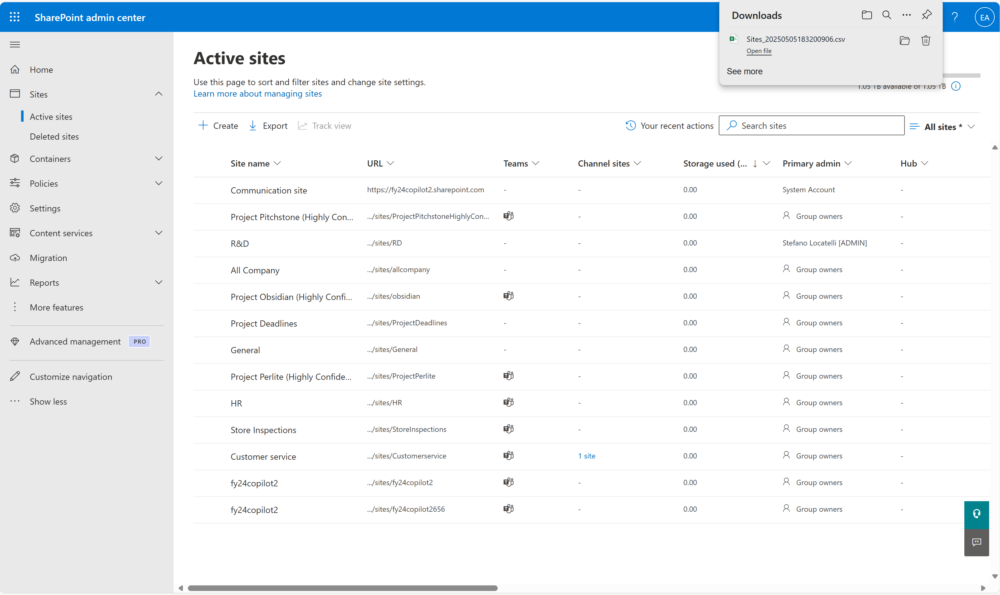 SharePoint admin center
Downloads
EA
Sites_20250505183200906.csv
Open file
See more
Home
Sites
Active sites
Deleted sites
Containers
Policies
Settings
Content services
Migration
Reports
More features
Advanced management PRO
Customize navigation
Show less
Active sites
Use this page to sort and filter sites and change site settings.
Learn more about managing sites
1.05 TB available of 1.05 TB
Create Export Track view Your recent actions Search sites All sites *
Site name URL Teams Channel sites Storage used (... Primary admin Hub
Communication site https://fy24copilot2.sharepoint.com - - 0.00 System Account -
Project Pitchstone (Highly Con... .../sites/ProjectPitchstoneHighlyCon... - 0.00 Group owners -
R&D .../sites/RD - - 0.00 Stefano Locatelli [ADMIN] -
All Company .../sites/allcompany - - 0.00 Group owners -
Project Obsidian (Highly Confi... .../sites/obsidian - 0.00 Group owners -
Project Deadlines .../sites/ProjectDeadlines - - 0.00 Group owners -
General .../sites/General - - 0.00 Group owners -
Project Perlite (Highly Confide... .../sites/ProjectPerlite - 0.00 Group owners -
HR .../sites/HR - 0.00 Group owners -
Store Inspections .../sites/StoreInspections - 0.00 Group owners -
Customer service .../sites/Customerservice 1 site 0.00 Group owners -
fy24copilot2 .../sites/fy24copilot2 - 0.00 Group owners -
fy24copilot2 .../sites/fy24copilot2656 - 0.00 Group owners -